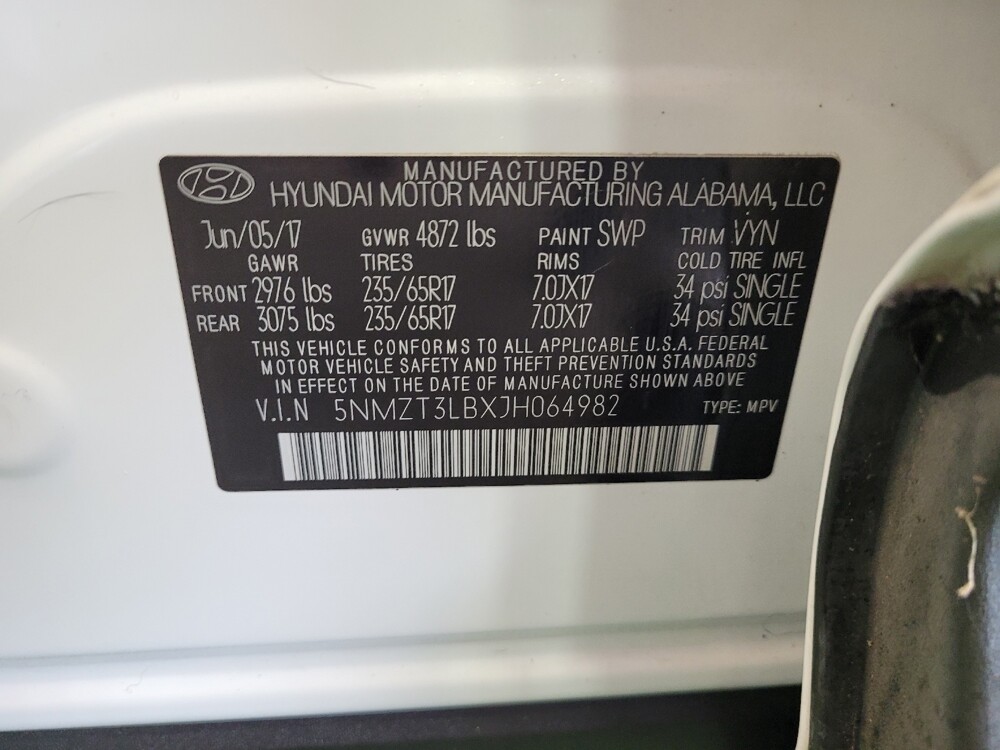 MANUFACTURED BY
HYUNDAI MOTOR MANUFACTURING ALABAMA, LLC
Jun/05/17 GVWR 4872 lbs PAINT SWP TRIM VYN
GAWR TIRES RIMS COLD TIRE INFL
FRONT 2976 lbs 235/65R17 7.0JX17 34 psi SINGLE
REAR 3075 lbs 235/65R17 7.0JX17 34 psi SINGLE
THIS VEHICLE CONFORMS TO ALL APPLICABLE U.S.A. FEDERAL
MOTOR VEHICLE SAFETY AND THEFT PREVENTION STANDARDS
IN EFFECT ON THE DATE OF MANUFACTURE SHOWN ABOVE
V.I.N 5NMZT3LBXJH064982 TYPE: MPV